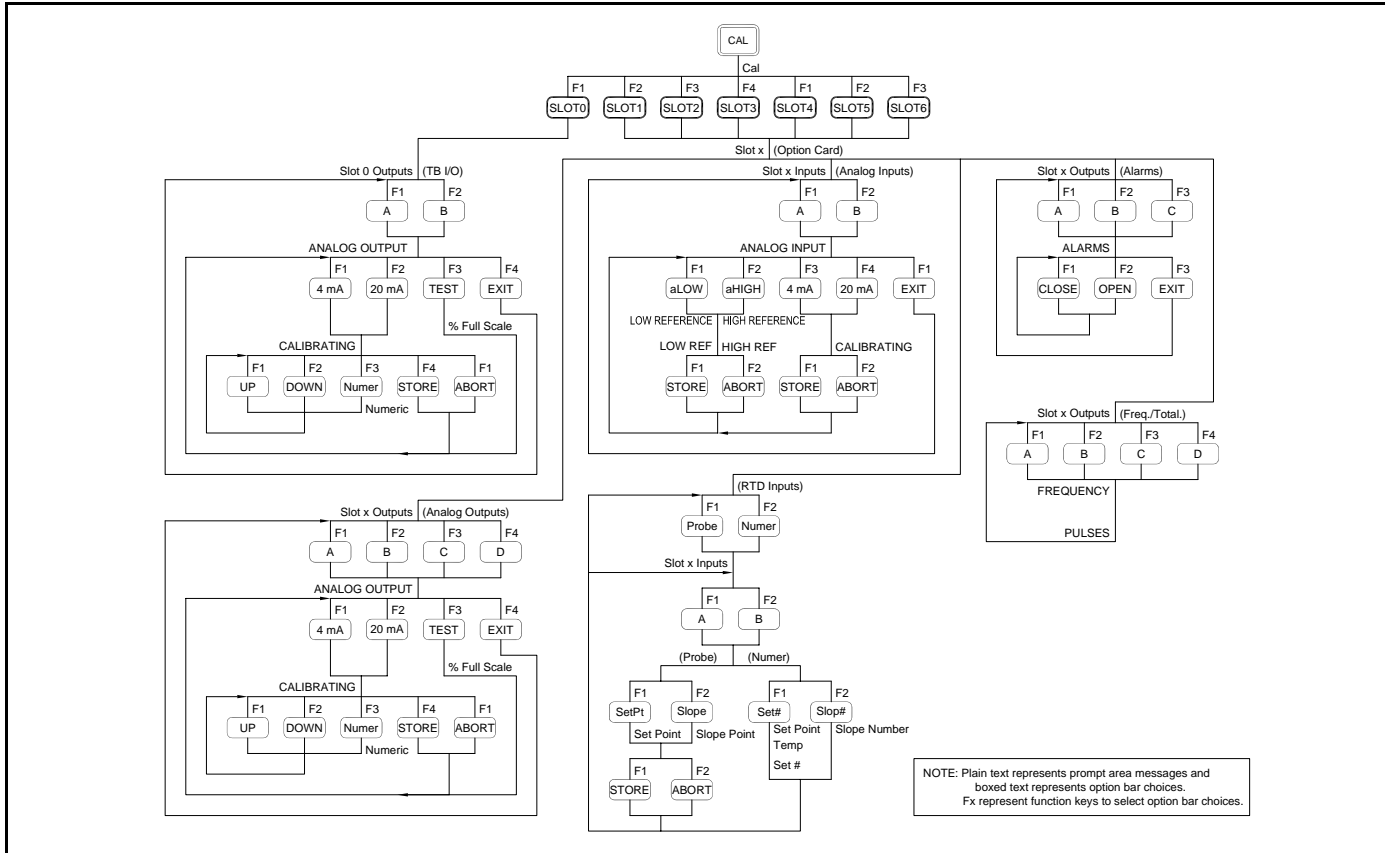 CAL
Cal
F1 F2 F3 F4 F1 F2 F3
SLOT0 SLOT1 SLOT2 SLOT3 SLOT4 SLOT5 SLOT6
Slot x (Option Card)
Slot 0 Outputs (TB I/O)
F1 F2
A B
ANALOG OUTPUT
F1 F2 F3 F4
4 mA 20 mA TEST EXIT
% Full Scale
CALIBRATING
F1 F2 F3 F4 F1
UP DOWN Numer STORE ABORT
Numeric
Slot x Inputs (Analog Inputs)
F1 F2
A B
ANALOG INPUT
F1 F2 F3 F4 F1
aLOW aHIGH 4 mA 20 mA EXIT
LOW REFERENCE HIGH REFERENCE
LOW REF HIGH REF CALIBRATING
F1 F2 F1 F2
STORE ABORT STORE ABORT
Slot x Outputs (Alarms)
F1 F2 F3
A B C
ALARMS
F1 F2 F3
CLOSE OPEN EXIT
Slot x Outputs (Freq./Total.)
F1 F2 F3 F4
A B C D
FREQUENCY
PULSES
Slot x Outputs (Analog Outputs)
F1 F2 F3 F4
A B C D
ANALOG OUTPUT
F1 F2 F3 F4
4 mA 20 mA TEST EXIT
% Full Scale
CALIBRATING
F1 F2 F3 F4 F1
UP DOWN Numer STORE ABORT
Numeric
(RTD Inputs)
F1 F2
Probe Numer
Slot x Inputs
F1 F2
A B
(Probe) (Numer)
F1 F2 F1 F2
SetPt Slope Set# Slop#
Set Point Slope Point Set Point Slope Number
Temp
Set #
F1 F2
STORE ABORT
NOTE: Plain text represents prompt area messages and
boxed text represents option bar choices.
Fx represent function keys to select option bar choices.